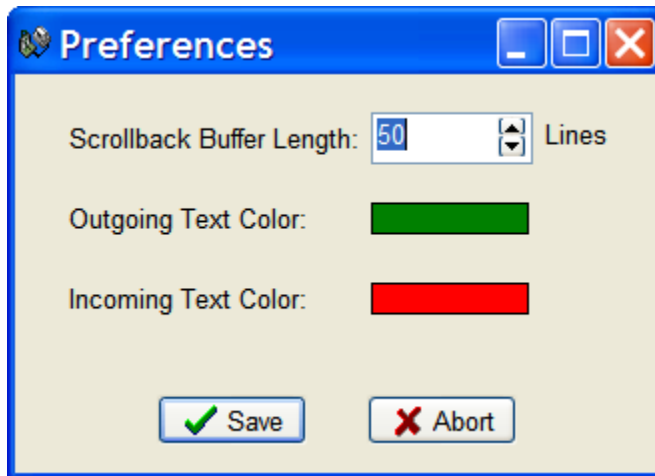 Preferences
Scrollback Buffer Length: 50 Lines
Outgoing Text Color:
Incoming Text Color:
Save Abort